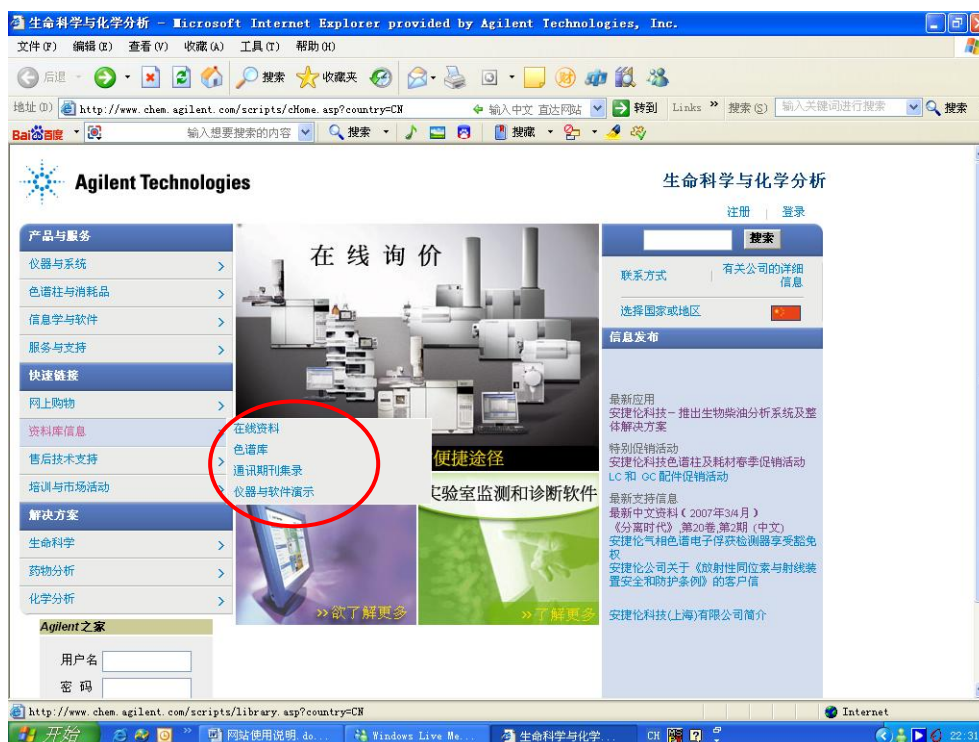 生命科学与化学分析 - Microsoft Internet Explorer provided by Agilent Technologies, Inc.
文件(F) 编辑(E) 查看(V) 收藏(A) 工具(T) 帮助(H)
后退 搜索 收藏夹
地址(D) http://www.chem.agilent.com/scripts/cHome.asp?country=CN 输入中文 直达网站 转到 Links » 搜索(S) 输入关键词进行搜索 搜索
Bai百度 输入想要搜索的内容 搜索 搜藏
Agilent Technologies
生命科学与化学分析
注册 | 登录
产品与服务
仪器与系统
色谱柱与消耗品
信息学与软件
服务与支持
快速链接
网上购物
资料库信息
售后技术支持
培训与市场活动
解决方案
生命科学
药物分析
化学分析
Agilent之家
用户名
密 码
在线询价
在线资料
色谱库
通讯期刊集录
仪器与软件演示
便捷途径
实验室监测和诊断软件
>>欲了解更多
>>了解更多
搜索
联系方式 | 有关公司的详细
信息
选择国家或地区
信息发布
最新应用
安捷伦科技－推出生物柴油分析系统及整
体解决方案
特别促销活动
安捷伦科技色谱柱及耗材春季促销活动
LC 和 GC 配件促销活动
最新支持信息
最新中文资料（2007年3/4月）
《分离时代》,第20卷,第2期 (中文)
安捷伦气相色谱电子俘获检测器享受豁免
权
安捷伦公司关于《放射性同位素与射线装
置安全和防护条例》的客户信
安捷伦科技(上海)有限公司简介
http://www.chem.agilent.com/scripts/library.asp?country=CN Internet
开始 » 网站使用说明.do... Windows Live Me... 生命科学与化学... CH 22:38